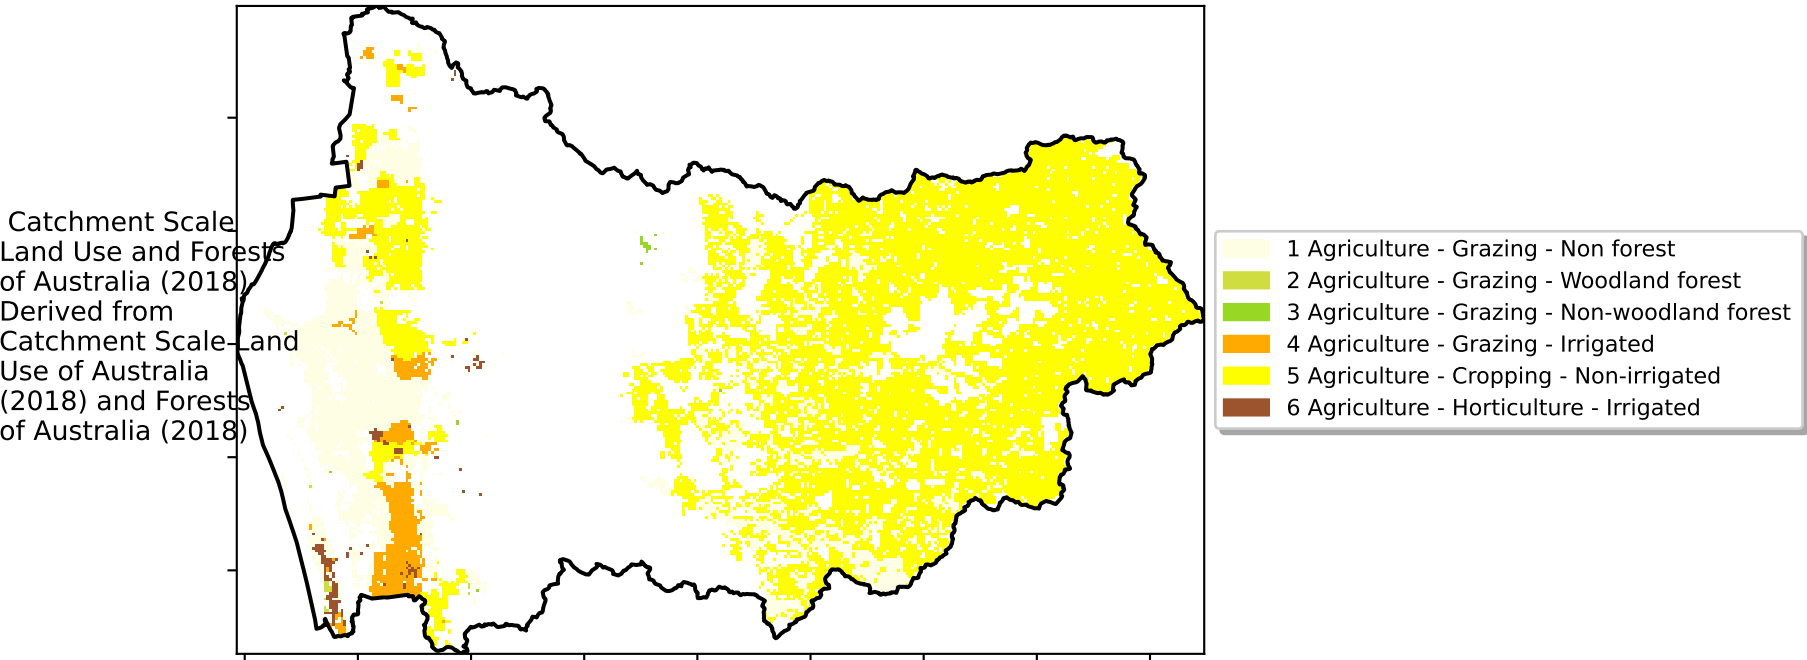 Catchment Scale
Land Use and Forests
of Australia (2018)
Derived from
Catchment Scale Land
Use of Australia
(2018) and Forests
of Australia (2018)
1 Agriculture - Grazing - Non forest
2 Agriculture - Grazing - Woodland forest
3 Agriculture - Grazing - Non-woodland forest
4 Agriculture - Grazing - Irrigated
5 Agriculture - Cropping - Non-irrigated
6 Agriculture - Horticulture - Irrigated